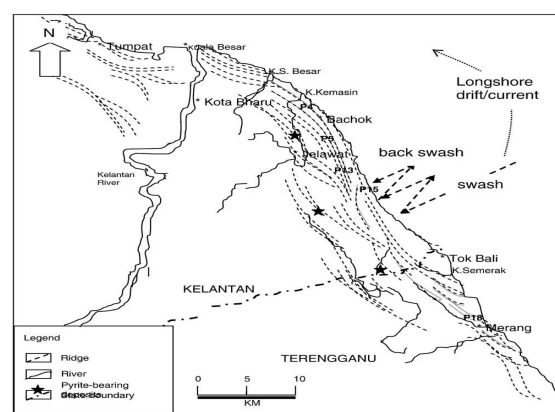 N
Tumpat
*Kuala Besar
K.S. Besar
K.Kemasin
* Kota Bharu
P4
Bachok
P9
Jelawat
P13
P15
Longshore
drift/current
back swash
swash
Kelantan
River
Tok Bali
K.Semerak
KELANTAN
P18
Merang
TERENGGANU
Legend
Ridge
River
Pyrite-bearing
deposits
State Boundary
0 5 10
KM